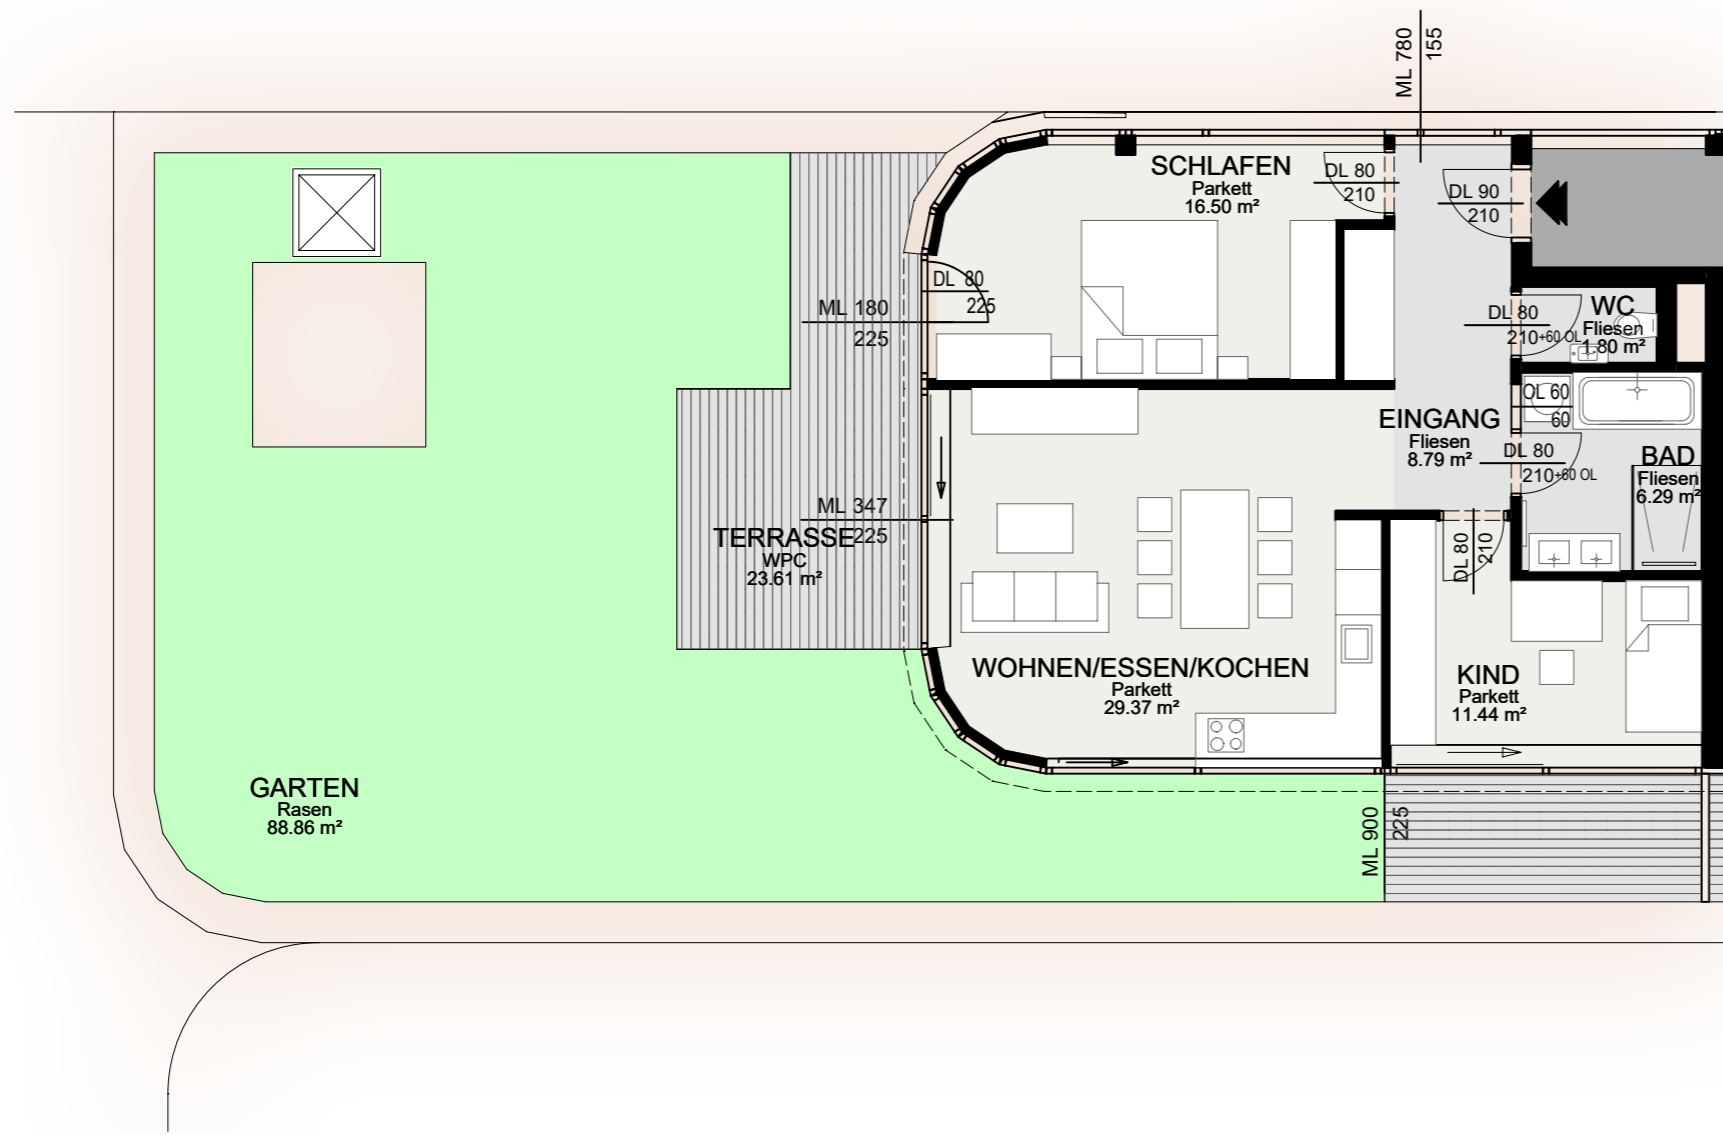 ML 780
155
SCHLAFEN
Parkett
16.50 m²
DL 80
210
DL 90
210
DL 80
225
ML 180
225
DL 80
210+60 OL
WC
Fliesen
1.80 m²
OL 60
60
EINGANG
Fliesen
8.79 m²
DL 80
210+60 OL
BAD
Fliesen
6.29 m²
ML 347
225
TERRASSE
WPC
23.61 m²
DL 80
210
WOHNEN/ESSEN/KOCHEN
Parkett
29.37 m²
KIND
Parkett
11.44 m²
GARTEN
Rasen
88.86 m²
ML 900
225